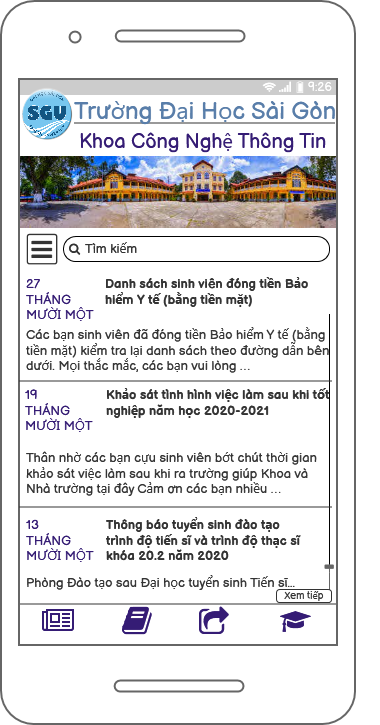 9:26
SGU
Trường Đại Học Sài Gòn
Khoa Công Nghệ Thông Tin
Tìm kiếm
27
THÁNG
MƯỜI MỘT
Danh sách sinh viên đóng tiền Bảo
hiểm Y tế (bằng tiền mặt)
Các bạn sinh viên đã đóng tiền Bảo hiểm Y tế (bằng
tiền mặt) kiểm tra lại danh sách theo đường dẫn bên
dưới. Mọi thắc mắc, các bạn vui lòng ...
19
THÁNG
MƯỜI MỘT
Khảo sát tình hình việc làm sau khi tốt
nghiệp năm học 2020-2021
Thân nhờ các bạn cựu sinh viên bớt chút thời gian
khảo sát việc làm sau khi ra trường giúp Khoa và
Nhà trường tại đây Cảm ơn các bạn nhiều ...
13
THÁNG
MƯỜI MỘT
Thông báo tuyển sinh đào tạo
trình độ tiến sĩ và trình độ thạc sĩ
khóa 20.2 năm 2020
Phòng Đào tạo sau Đại học tuyển sinh Tiến sĩ...
Xem tiếp